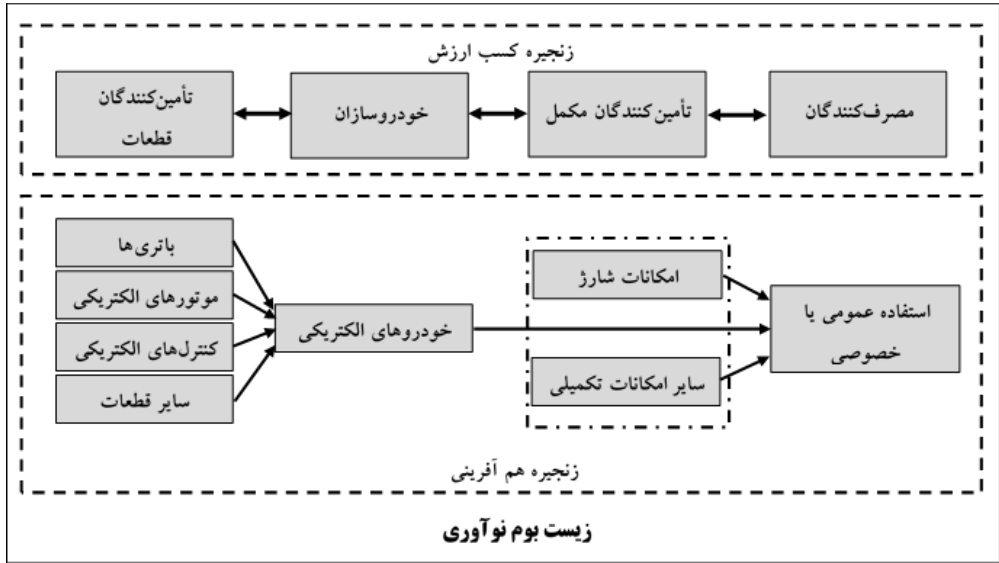 زنجیره کسب ارزش
مصرف‌کنندگان
تأمین‌کنندگان مکمل
خودروسازان
تأمین‌کنندگان
قطعات
باتری‌ها
موتورهای الکتریکی
کنترل‌های الکتریکی
سایر قطعات
خودروهای الکتریکی
امکانات شارژ
سایر امکانات تکمیلی
استفاده عمومی یا
خصوصی
زنجیره هم آفرینی
زیست بوم نوآوری